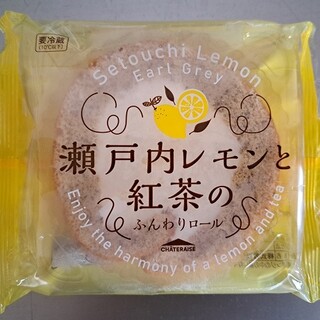 要冷蔵
(10℃以下)
Setouchi Lemon
Earl Grey
瀬戸内レモンと
紅茶の
ふんわりロール
CHATERAISÉ
Enjoy the harmony of a lemon and tea